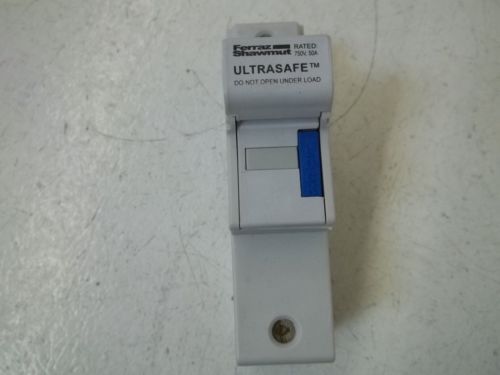 Ferraz
Shawmut
RATED:
750V, 50A
ULTRASAFE™
DO NOT OPEN UNDER LOAD